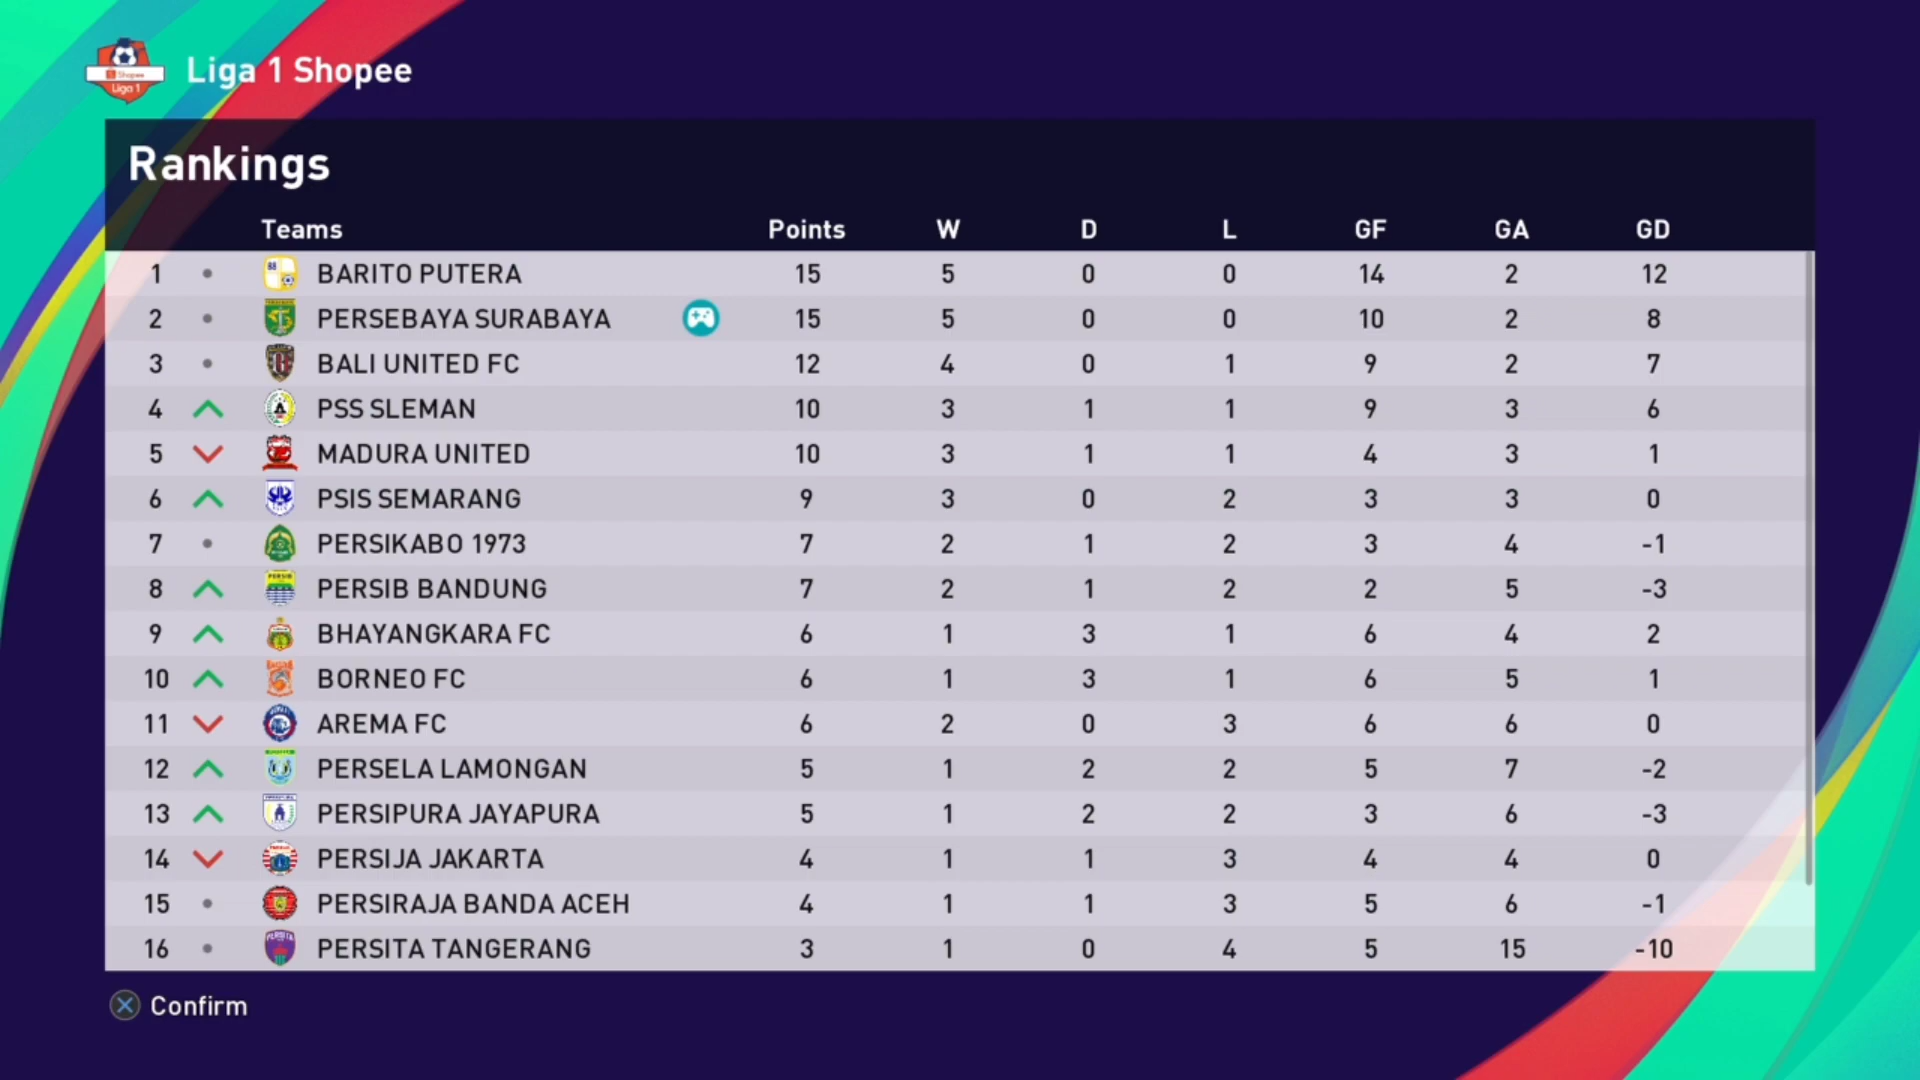 Shopee
Liga 1
Liga 1 Shopee
Rankings
Teams Points W D L GF GA GD
1 BARITO PUTERA 15 5 0 0 14 2 12
2 PERSEBAYA SURABAYA 15 5 0 0 10 2 8
3 BALI UNITED FC 12 4 0 1 9 2 7
4 PSS SLEMAN 10 3 1 1 9 3 6
5 MADURA UNITED 10 3 1 1 4 3 1
6 PSIS SEMARANG 9 3 0 2 3 3 0
7 PERSIKABO 1973 7 2 1 2 3 4 -1
8 PERSIB BANDUNG 7 2 1 2 2 5 -3
9 BHAYANGKARA FC 6 1 3 1 6 4 2
10 BORNEO FC 6 1 3 1 6 5 1
11 AREMA FC 6 2 0 3 6 6 0
12 PERSELA LAMONGAN 5 1 2 2 5 7 -2
13 PERSIPURA JAYAPURA 5 1 2 2 3 6 -3
14 PERSIJA JAKARTA 4 1 1 3 4 4 0
15 PERSIRAJA BANDA ACEH 4 1 1 3 5 6 -1
16 PERSITA TANGERANG 3 1 0 4 5 15 -10
Confirm